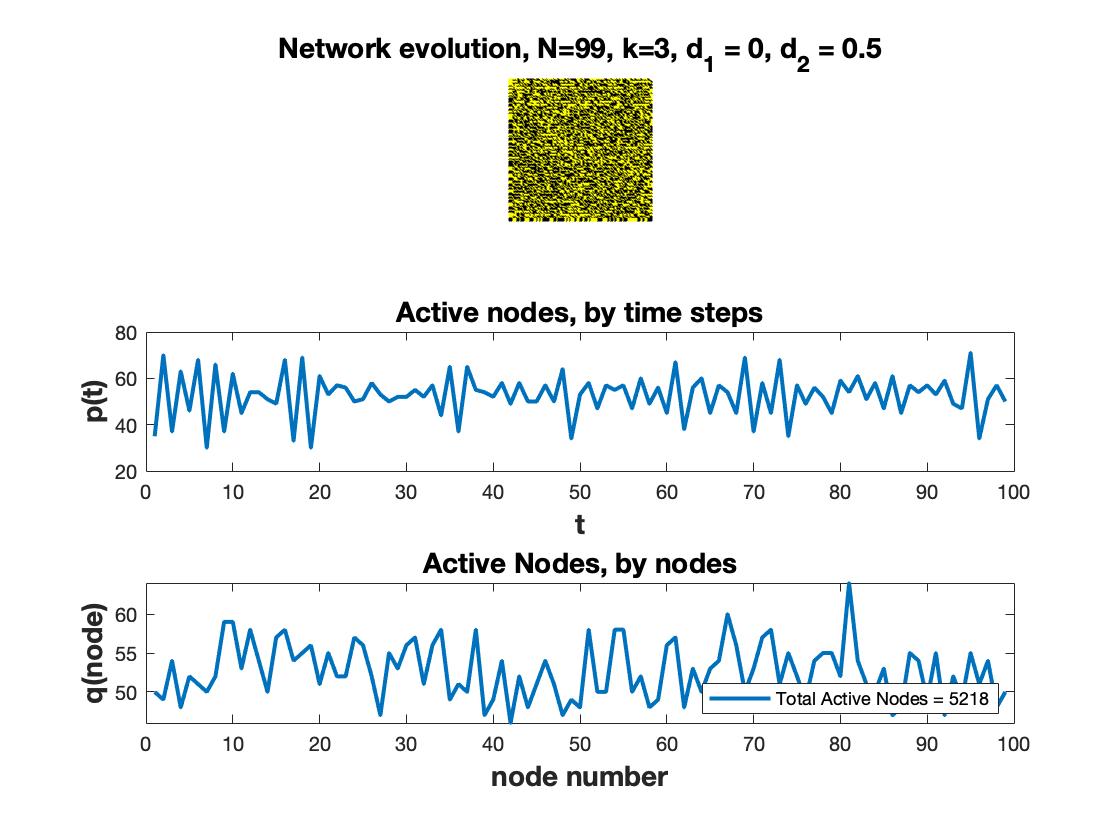 Network evolution, N=99, k=3, d1 = 0, d2 = 0.5
Active nodes, by time steps
p(t)
80
60
40
20
0 10 20 30 40 50 60 70 80 90 100
t
Active Nodes, by nodes
q(node)
60
55
50
Total Active Nodes = 5218
0 10 20 30 40 50 60 70 80 90 100
node number